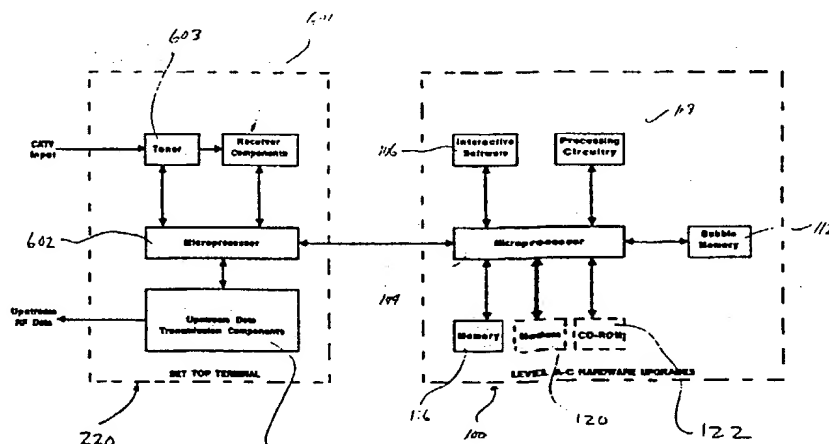 603
601
CATV
Input
Tuner
Receiver
Components
Interactive
Software
Processing
Circuitry
602
Microprocessor
Microprocessor
Bubble
Memory
Upstream
RF Data
Upstream Data
Transmission Components
Memory
CD-ROM
SET TOP TERMINAL
LEVEL A-C HARDWARE UPGRADES
220
100
120
122